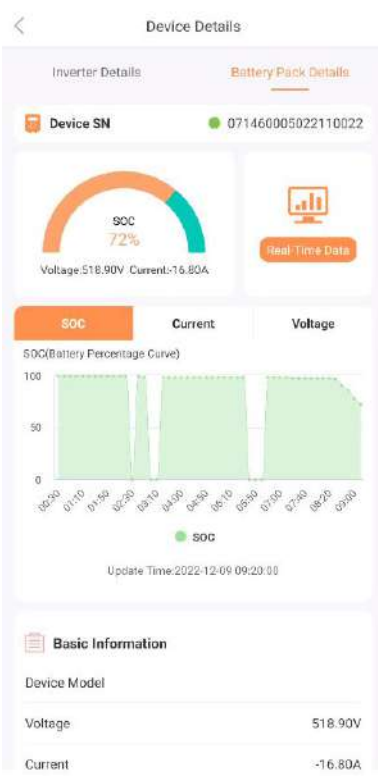 Device Details
Inverter Details
Battery Pack Details
Device SN
071460005022110022
SOC
72%
Voltage:518.90V Current:-16.80A
Real-Time Data
SOC
Current
Voltage
SOC(Battery Percentage Curve)
100
50
0
00:30 01:10 01:50 02:30 03:10 04:00 04:50 05:10 05:50 07:00 07:40 08:20 09:00
SOC
Update Time:2022-12-09 09:20:00
Basic Information
Device Model
Voltage 518.90V
Current -16.80A